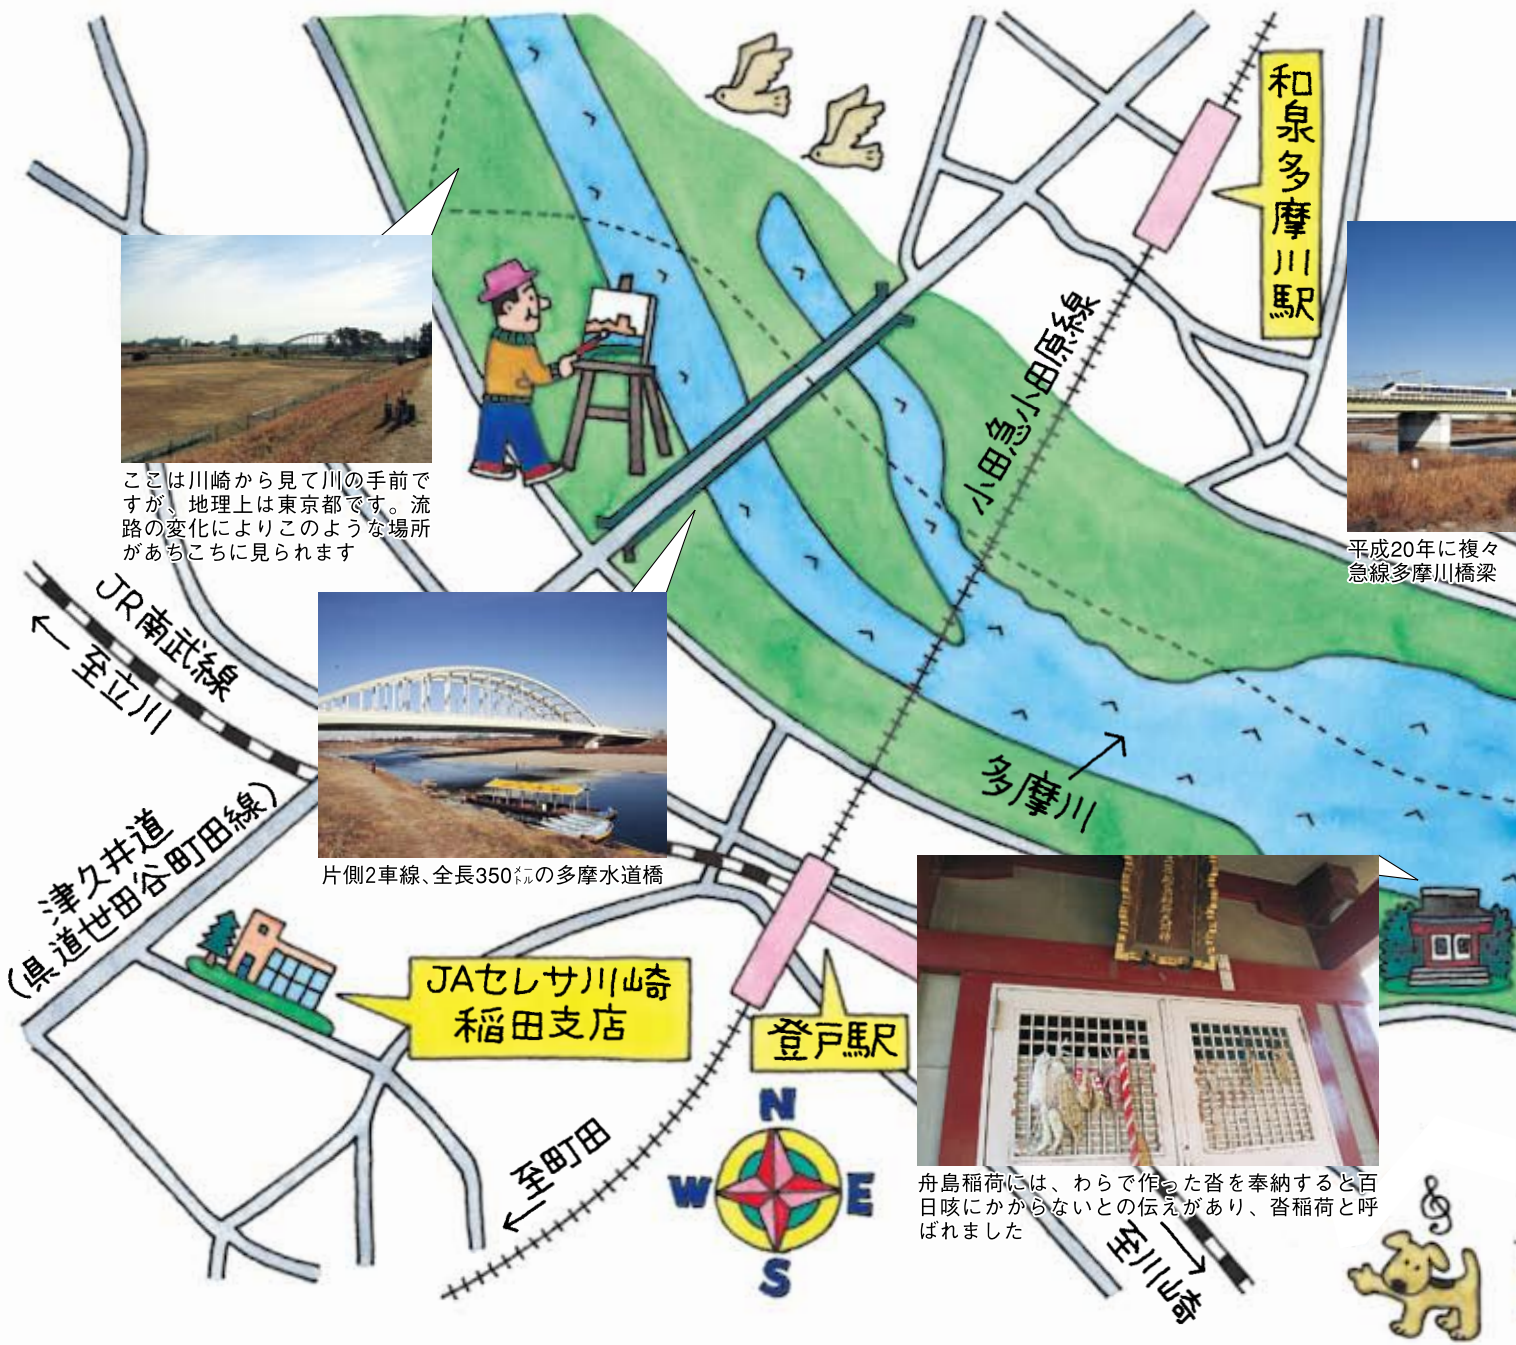 和泉多摩川駅
小田急小田原線
ここは川崎から見て川の手前で
すが、地理上は東京都です。流
路の変化によりこのような場所
があちこちに見られます
平成20年に複々
急線多摩川橋梁
JR南武線
←至立川
多摩川
津久井道
(県道世田谷町田線)
片側2車線、全長350㍍の多摩水道橋
JAセレサ川崎
稲田支店
登戸駅
至町田
←
N
W
E
S
舟島稲荷には、わらで作った沓を奉納すると百
日咳にかからないとの伝えがあり、沓稲荷と呼
ばれました
至川崎
→